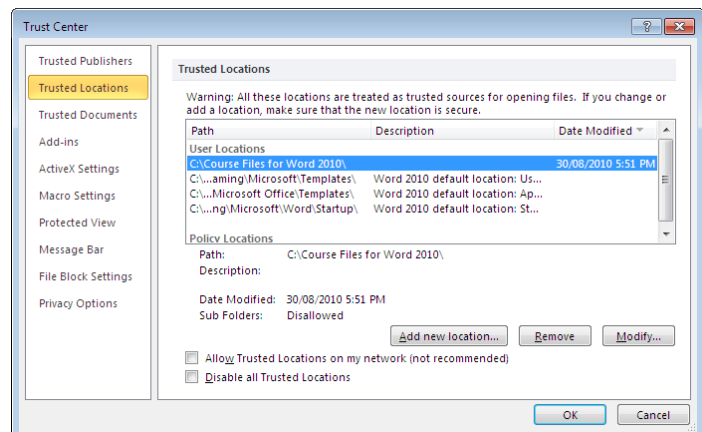 Trust Center
Trusted Publishers
Trusted Locations
Trusted Documents
Add-ins
ActiveX Settings
Macro Settings
Protected View
Message Bar
File Block Settings
Privacy Options
Trusted Locations
Warning: All these locations are treated as trusted sources for opening files. If you change or
add a location, make sure that the new location is secure.
Path Description Date Modified
User Locations
C:\Course Files for Word 2010\ 30/08/2010 5:51 PM
C:\...aming\Microsoft\Templates\ Word 2010 default location: Us...
C:\...Microsoft Office\Templates\ Word 2010 default location: Ap...
C:\...ng\Microsoft\Word\Startup\ Word 2010 default location: St...
Policy Locations
Path: C:\Course Files for Word 2010\
Description:
Date Modified: 30/08/2010 5:51 PM
Sub Folders: Disallowed
Add new location... Remove Modify...
Allow Trusted Locations on my network (not recommended)
Disable all Trusted Locations
OK Cancel